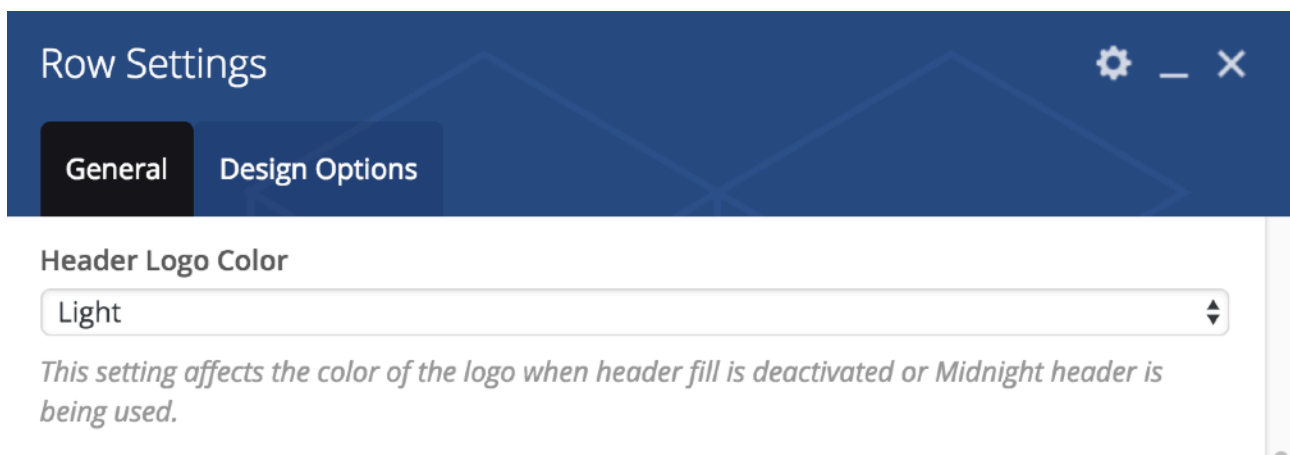 Row Settings
General
Design Options
Header Logo Color
Light
This setting affects the color of the logo when header fill is deactivated or Midnight header is
being used.